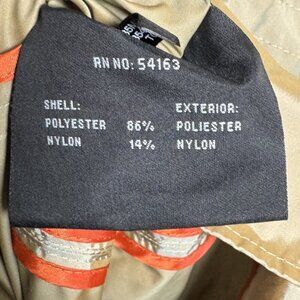 RN NO: 54163
SHELL: EXTERIOR:
POLYESTER 86% POLIESTER
NYLON 14% NYLON